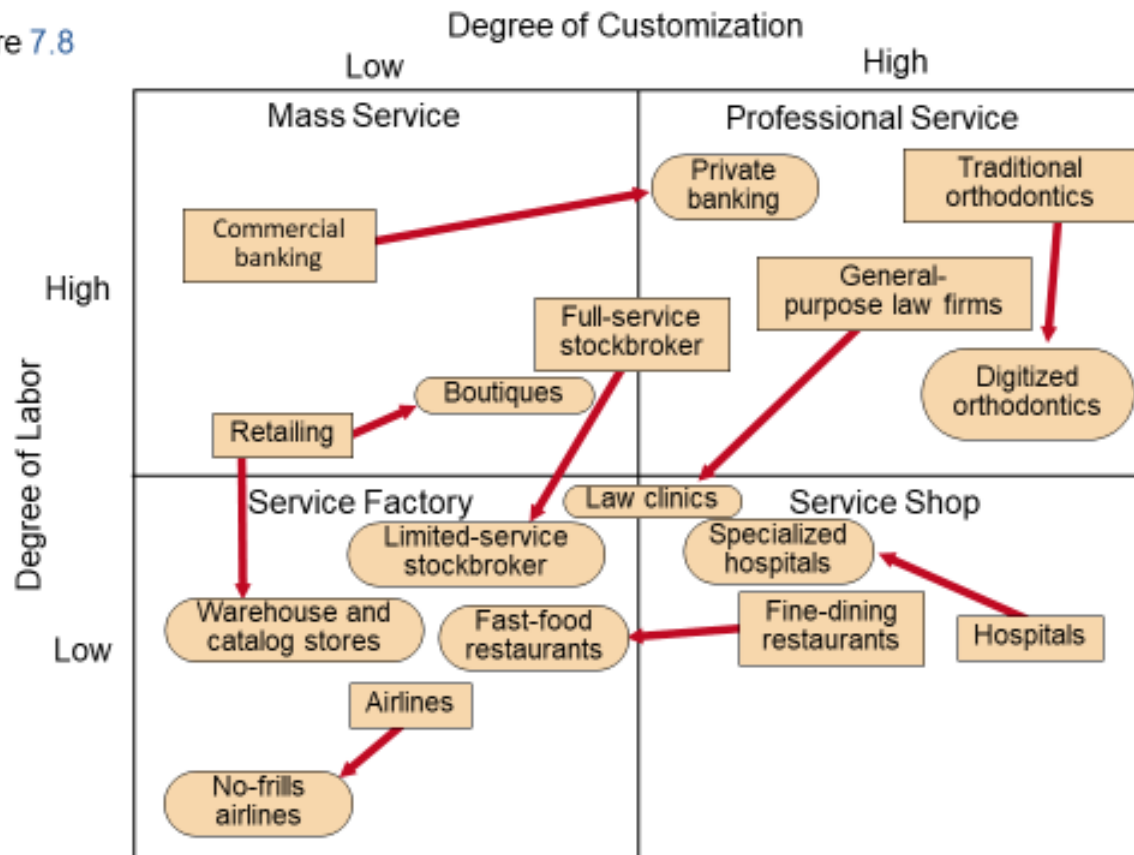 re 7.8
Degree of Customization
Low
High
Mass Service
Professional Service
Private
banking
Traditional
orthodontics
Commercial
banking
General-
purpose law firms
High
Full-service
stockbroker
Digitized
orthodontics
Boutiques
Retailing
Degree of Labor
Service Factory
Law clinics
Service Shop
Limited-service
stockbroker
Specialized
hospitals
Warehouse and
catalog stores
Fast-food
restaurants
Fine-dining
restaurants
Hospitals
Low
Airlines
No-frills
airlines